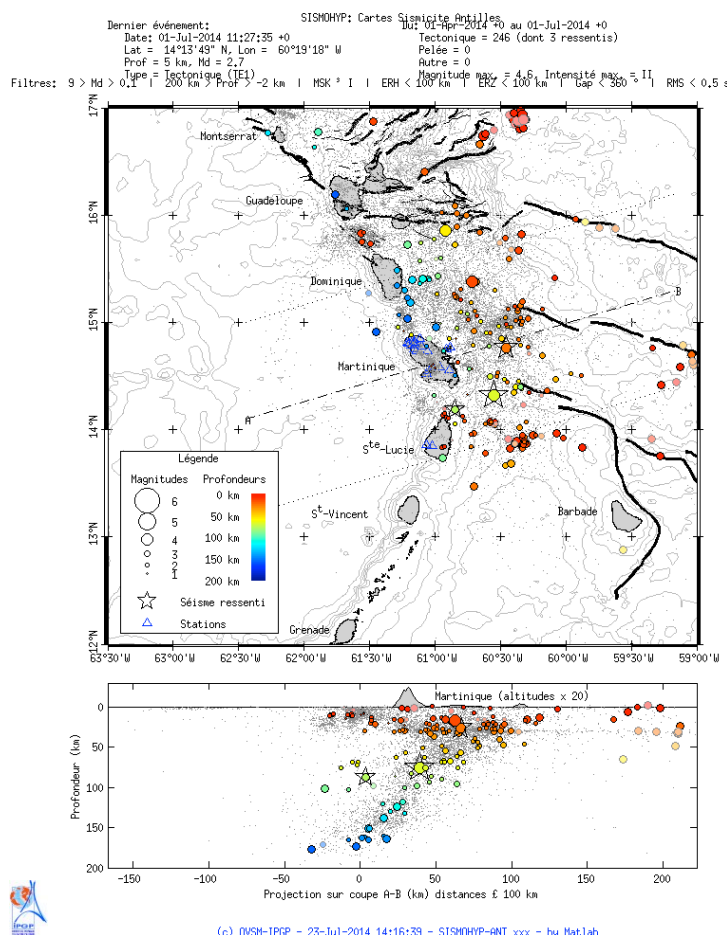 SISMOHYP: Cartes Sismicite Antilles
Dernier événement:
Date: 01-Jul-2014 11:27:35 +0
Lat = 14°13'49" N, Lon = 60°19'18" W
Prof = 5 km, Md = 2.7
Type = Tectonique (TE1)
Du: 01-Apr-2014 +0 au 01-Jul-2014 +0
Tectonique = 246 (dont 3 ressentis)
Pelée = 0
Autre = 0
Magnitude max. = 4.6, Intensité max. = II
Filtres: 9 > Md > 0.1 | 200 km > Prof > -2 km | MSK ³ I | ERH < 100 km | ERZ < 100 km | Gap < 360 ° | RMS < 0.5 s
17°N
16°N
15°N
14°N
13°N
12°N
Montserrat
Guadeloupe
Dominique
Martinique
Ste-Lucie
St-Vincent
Barbade
Grenade
A
B
Légende
Magnitudes Profondeurs
6
5
4
3
2
1
0 km
50 km
100 km
150 km
200 km
Séisme ressenti
Stations
63°30'W 63°W 62°30'W 62°W 61°30'W 61°W 60°30'W 60°W 59°30'W 59°W
Martinique (altitudes x 20)
Profondeur (km)
0
50
100
150
200
-150 -100 -50 0 50 100 150 200
Projection sur coupe A-B (km) distances £ 100 km
IPGP
(c) OVSM-IPGP - 23-Jul-2014 14:16:39 - SISMOHYP-ANT xxx - by Matlab